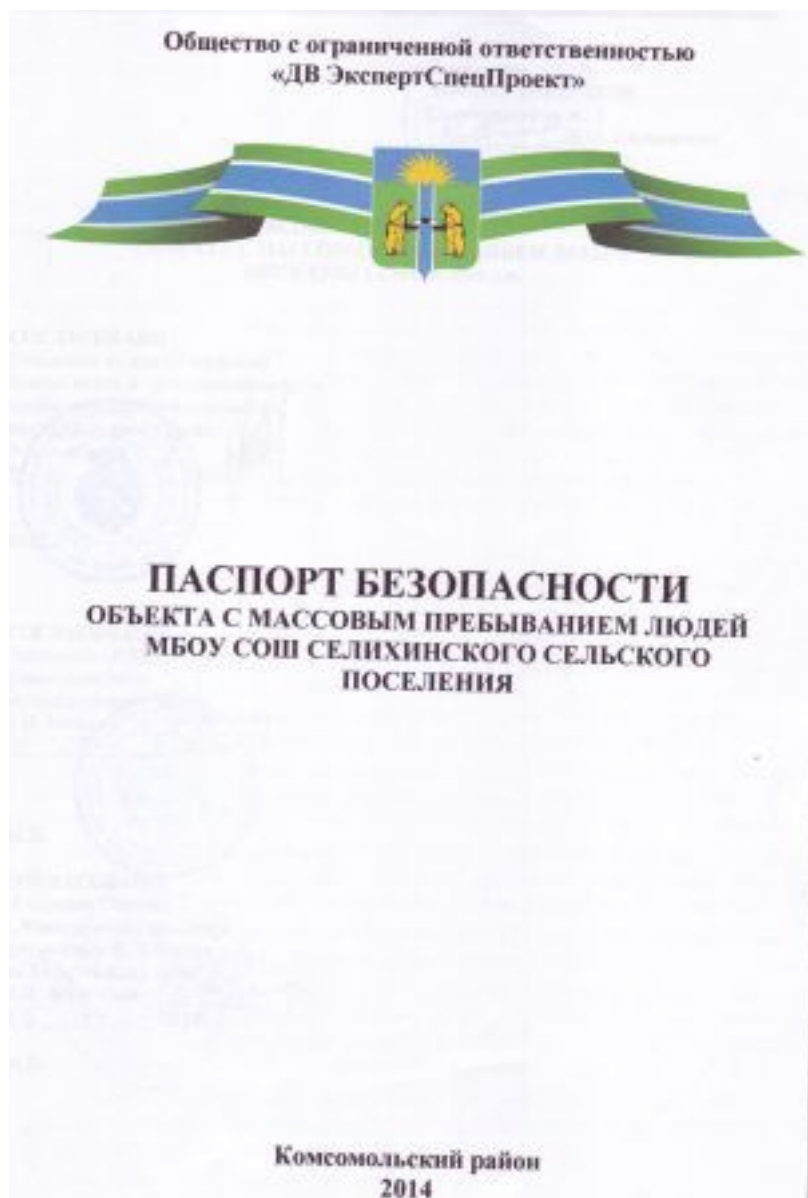 Общество с ограниченной ответственностью
«ДВ ЭкспертСпецПроект»
ПАСПОРТ БЕЗОПАСНОСТИ
ОБЪЕКТА С МАССОВЫМ ПРЕБЫВАНИЕМ ЛЮДЕЙ
МБОУ СОШ СЕЛИХИНСКОГО СЕЛЬСКОГО
ПОСЕЛЕНИЯ
Комсомольский район
2014